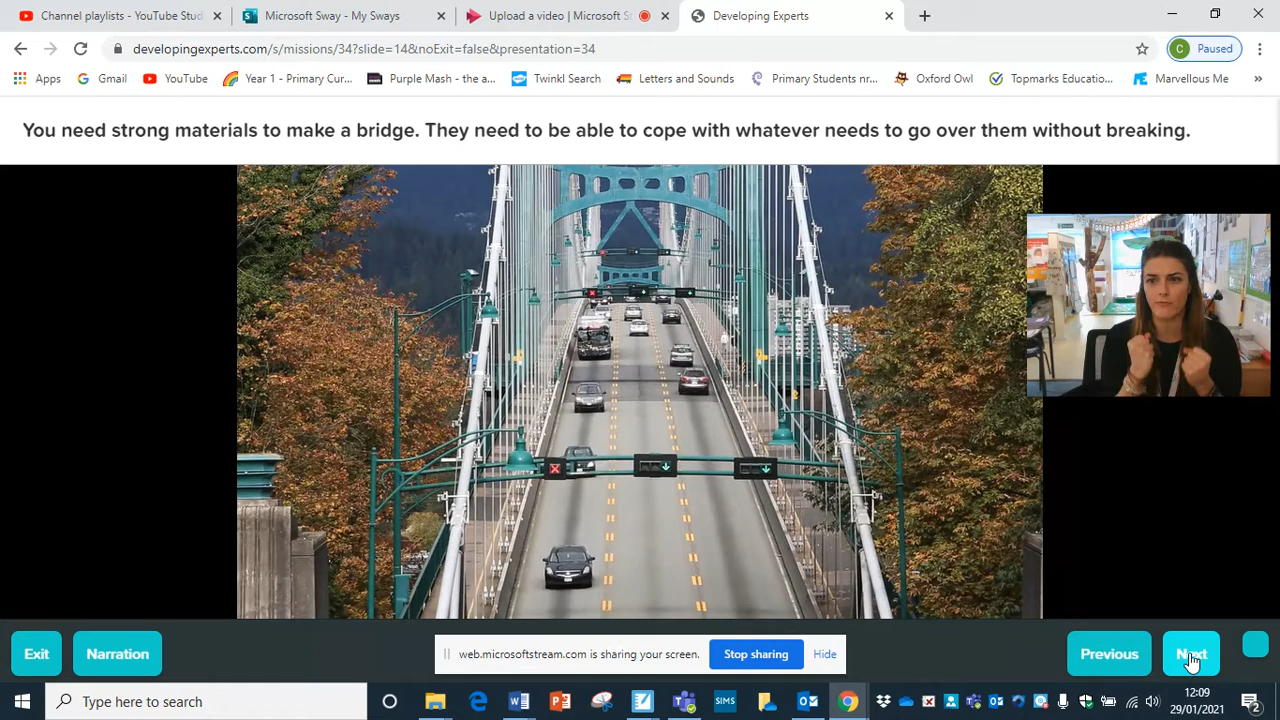 Channel playlists - YouTube Stud
Microsoft Sway - My Sways
Upload a video | Microsoft St
Developing Experts
developingexperts.com/s/missions/34?slide=14&noExit=false&presentation=34
C Paused
Apps
Gmail
YouTube
Year 1 - Primary Cur...
Purple Mash - the a...
Twinkl Search
Letters and Sounds
Primary Students nr...
Oxford Owl
Topmarks Educatio...
Marvellous Me
»
You need strong materials to make a bridge. They need to be able to cope with whatever needs to go over them without breaking.
Exit
Narration
web.microsoftstream.com is sharing your screen.
Stop sharing
Hide
Previous
Next
Type here to search
SIMS
12:09
29/01/2021
2